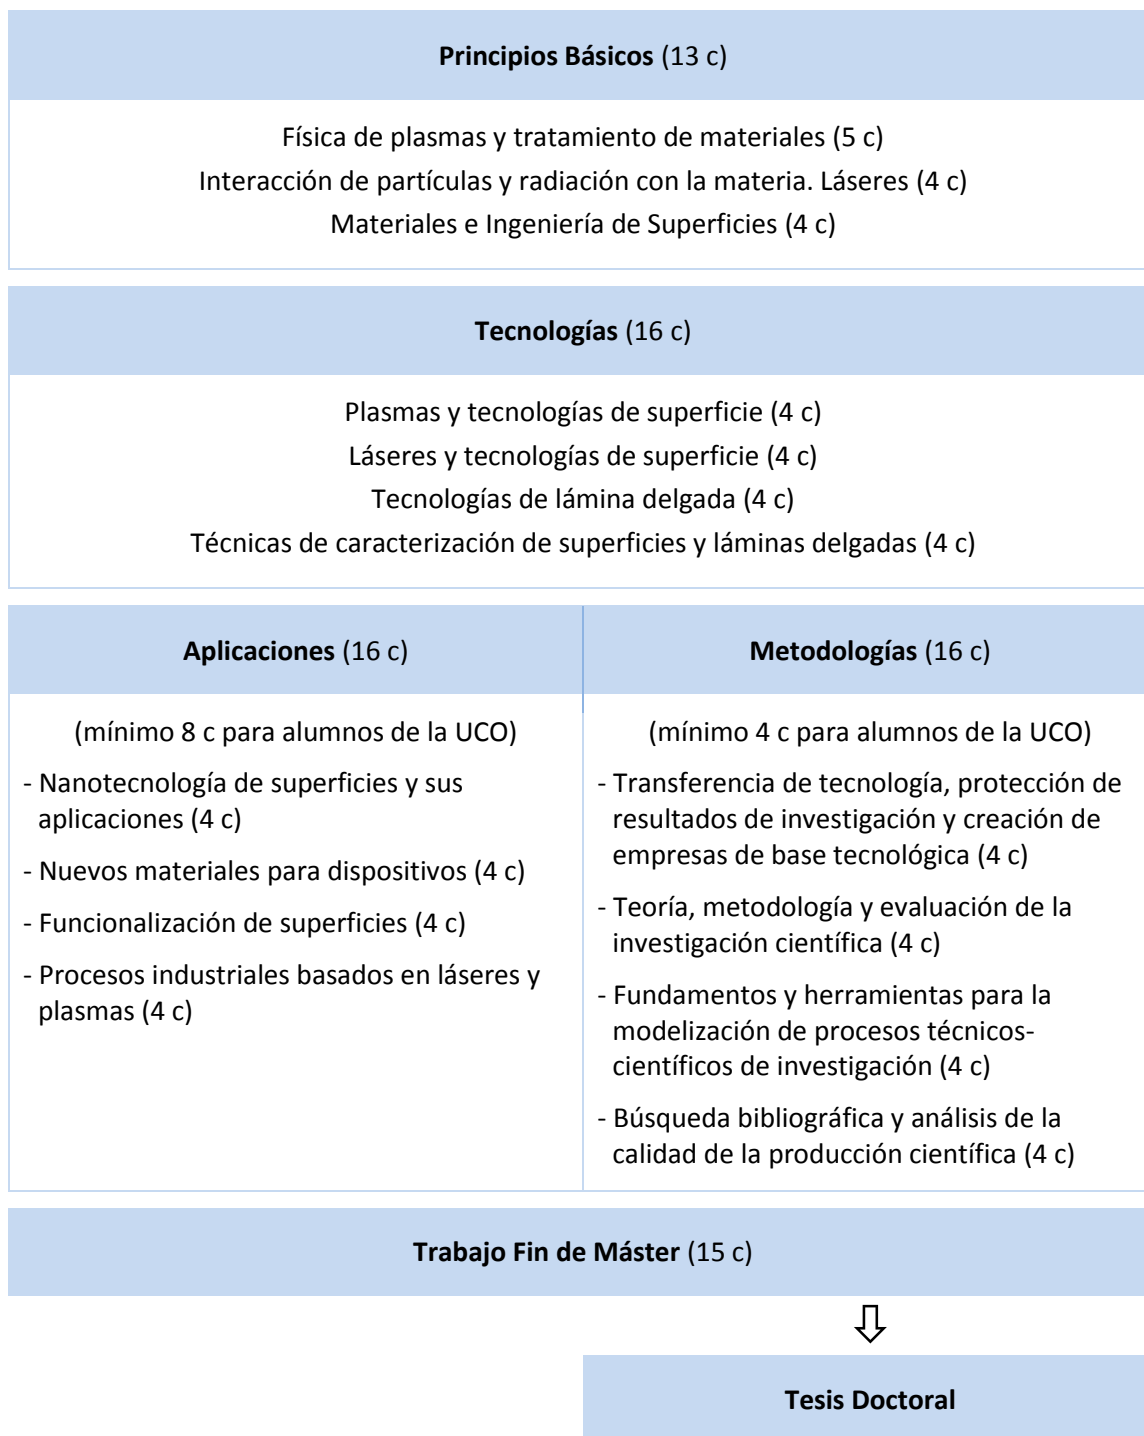 Principios Básicos (13 c)
Física de plasmas y tratamiento de materiales (5 c)
Interacción de partículas y radiación con la materia. Láseres (4 c)
Materiales e Ingeniería de Superficies (4 c)
Tecnologías (16 c)
Plasmas y tecnologías de superficie (4 c)
Láseres y tecnologías de superficie (4 c)
Tecnologías de lámina delgada (4 c)
Técnicas de caracterización de superficies y láminas delgadas (4 c)
Aplicaciones (16 c)
(mínimo 8 c para alumnos de la UCO)
- Nanotecnología de superficies y sus
aplicaciones (4 c)
- Nuevos materiales para dispositivos (4 c)
- Funcionalización de superficies (4 c)
- Procesos industriales basados en láseres y
plasmas (4 c)
Metodologías (16 c)
(mínimo 4 c para alumnos de la UCO)
- Transferencia de tecnología, protección de
resultados de investigación y creación de
empresas de base tecnológica (4 c)
- Teoría, metodología y evaluación de la
investigación científica (4 c)
- Fundamentos y herramientas para la
modelización de procesos técnicos-
científicos de investigación (4 c)
- Búsqueda bibliográfica y análisis de la
calidad de la producción científica (4 c)
Trabajo Fin de Máster (15 c)
Tesis Doctoral